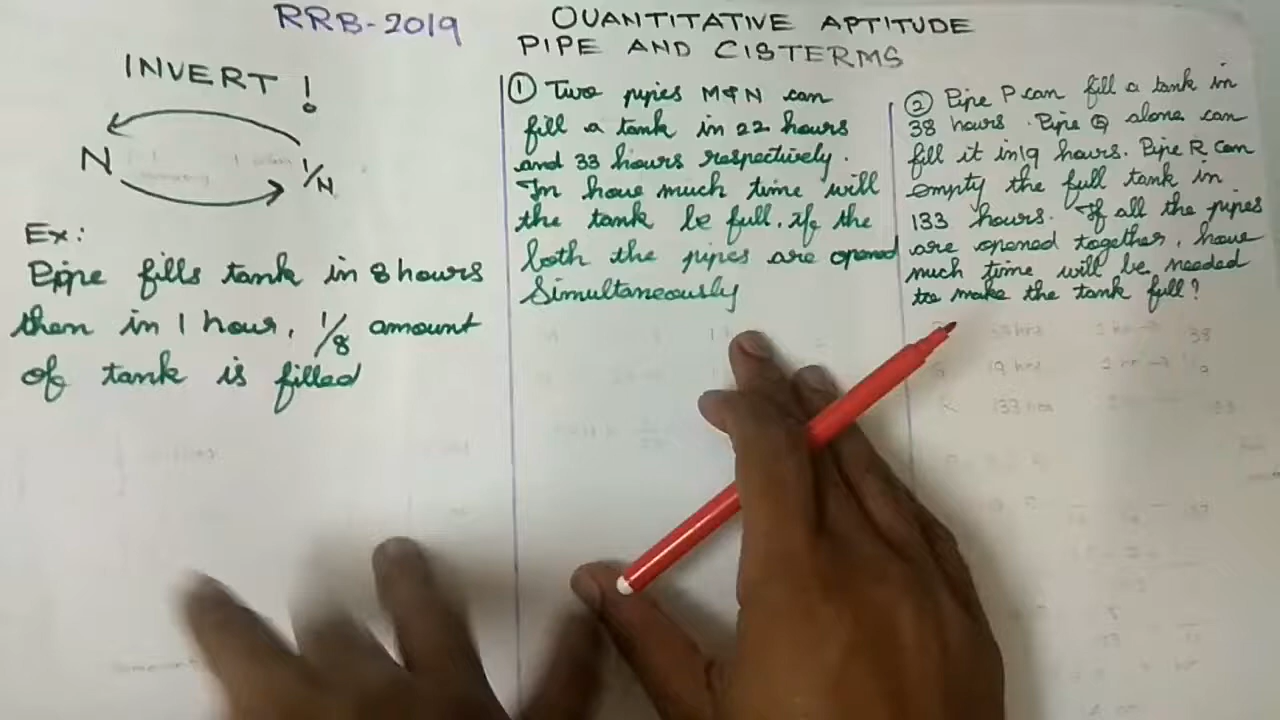 RRB-2019
QUANTITATIVE APTITUDE
PIPE AND CISTERMS
INVERT !
N
1/N
Ex:
Pipe fills tank in 8 hours
then in 1 hour, 1/8 amount
of tank is filled
① Two pipes M & N can
fill a tank in 22 hours
and 33 hours respectively.
In how much time will
the tank be full, if the
both the pipes are opened
Simultaneously
② Pipe P can fill a tank in
38 hours. Pipe Q alone can
fill it in 19 hours. Pipe R can
empty the full tank in
133 hours. If all the pipes
are opened together, how
much time will be needed
to make the tank full?
38
19 hrs
133 hrs